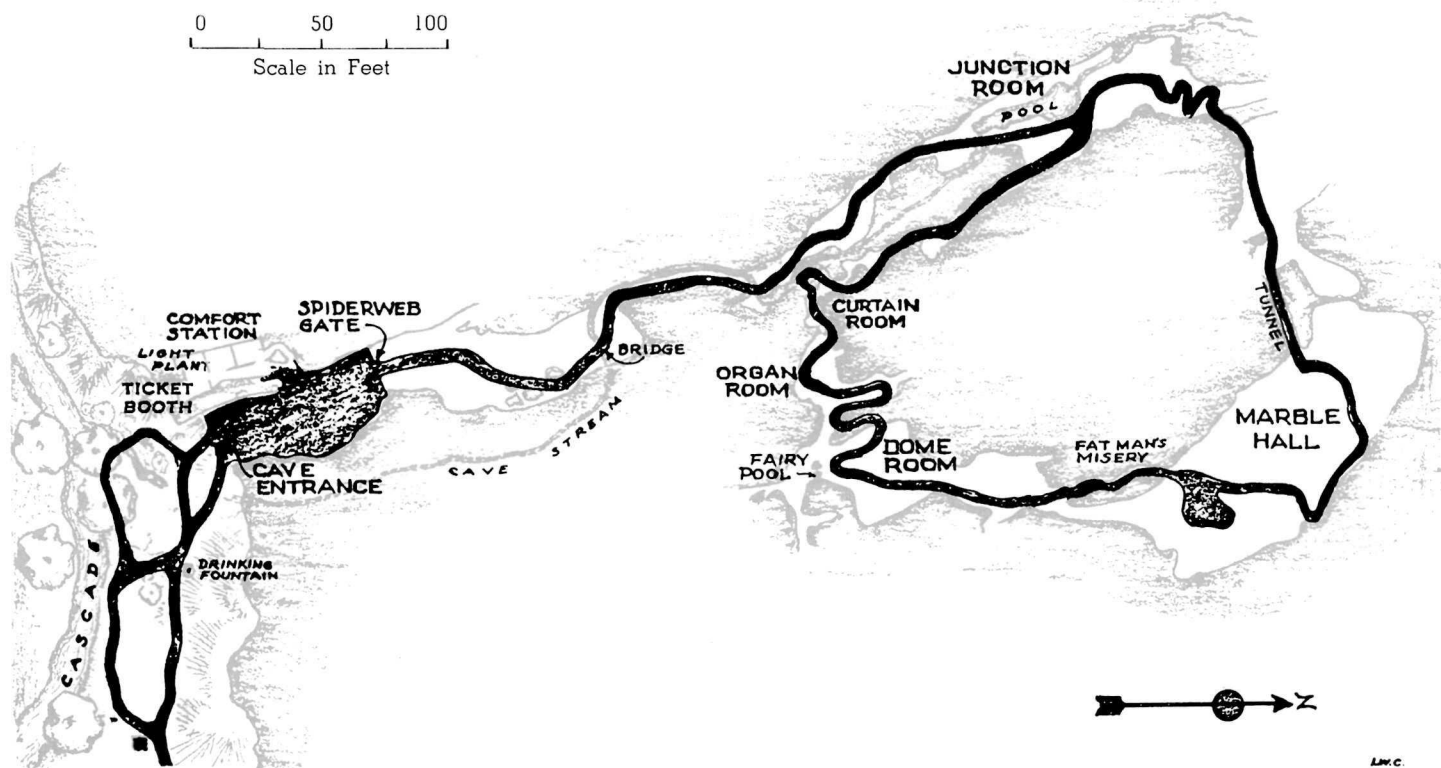 0 50 100
Scale in Feet
JUNCTION
ROOM
POOL
SPIDERWEB
GATE
COMFORT
STATION
LIGHT
PLANT
TICKET
BOOTH
BRIDGE
CURTAIN
ROOM
TUNNEL
ORGAN
ROOM
MARBLE
HALL
CAVE
ENTRANCE
CAVE STREAM
FAIRY
POOL
DOME
ROOM
FAT MAN'S
MISERY
DRINKING
FOUNTAIN
CASCADE
N